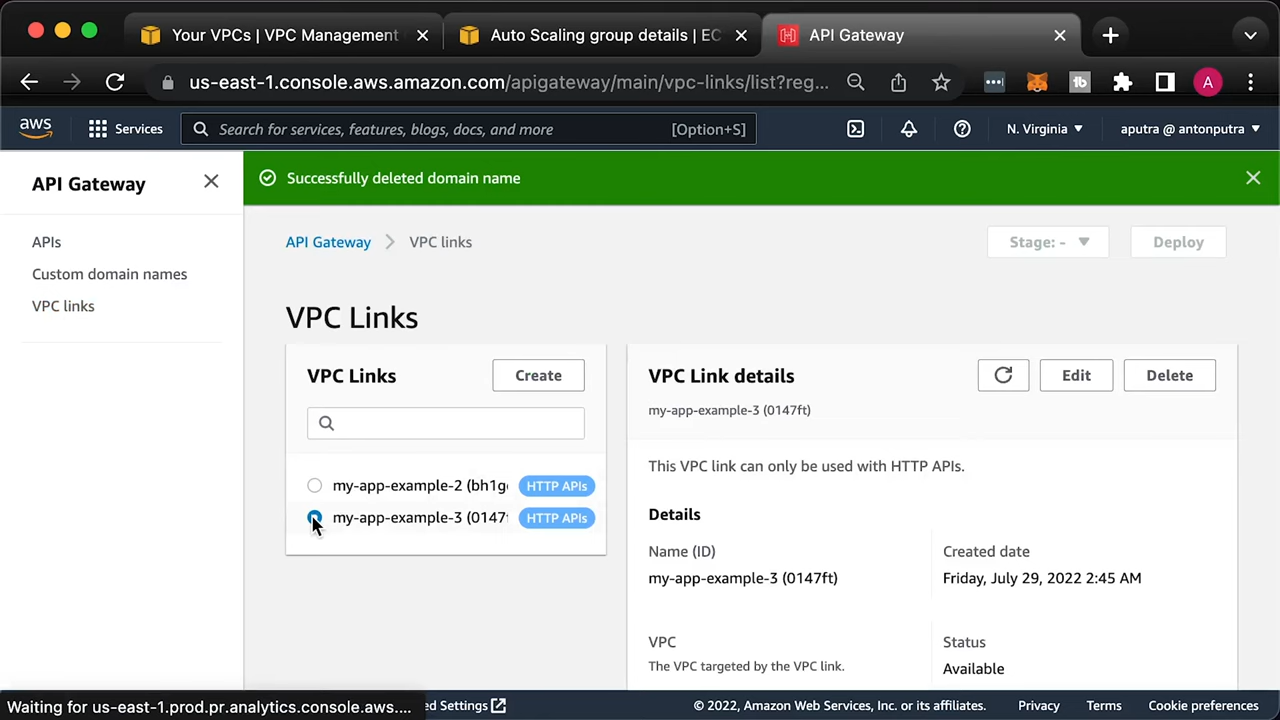 Your VPCs | VPC Management
Auto Scaling group details | EC
API Gateway
us-east-1.console.aws.amazon.com/apigateway/main/vpc-links/list?reg...
A
aws
Services
Search for services, features, blogs, docs, and more
[Option+S]
N. Virginia
aputra @ antonputra
API Gateway
Successfully deleted domain name
APIs
Custom domain names
VPC links
API Gateway
VPC links
Stage: -
Deploy
VPC Links
VPC Links
Create
VPC Link details
Edit
Delete
my-app-example-3 (0147ft)
This VPC link can only be used with HTTP APIs.
my-app-example-2
HTTP APIs
my-app-example-3 (0147
HTTP APIs
Details
Name (ID)
my-app-example-3 (0147ft)
Created date
Friday, July 29, 2022 2:45 AM
VPC
The VPC targeted by the VPC link.
Status
Available
Waiting for us-east-1.prod.pr.analytics.console.aws....
Settings
© 2022, Amazon Web Services, Inc. or its affiliates.
Privacy
Terms
Cookie preferences